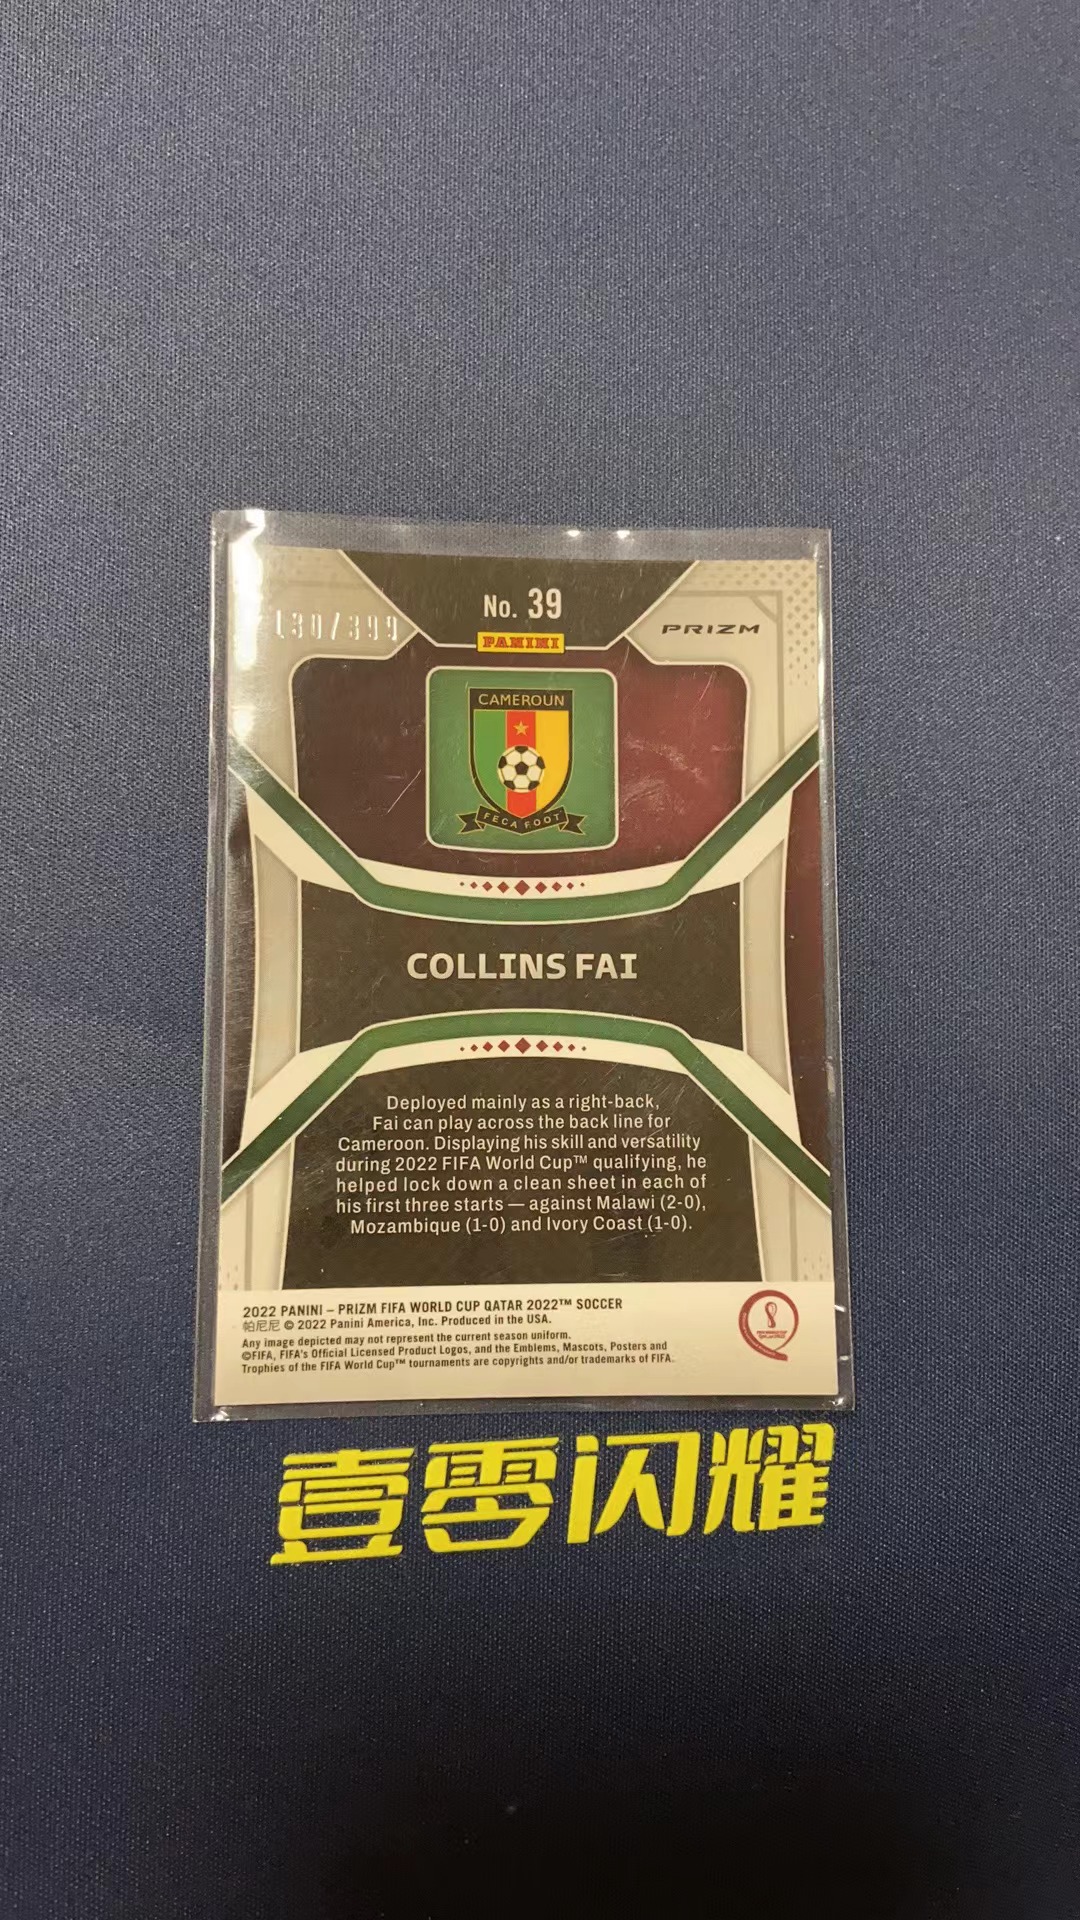 No. 39
130/399
PANINI
PRIZM
CAMEROUN
FECA FOOT
COLLINS FAI
Deployed mainly as a right-back,
Fai can play across the back line for
Cameroon. Displaying his skill and versatility
during 2022 FIFA World Cup™ qualifying, he
helped lock down a clean sheet in each of
his first three starts — against Malawi (2-0),
Mozambique (1-0) and Ivory Coast (1-0).
2022 PANINI – PRIZM FIFA WORLD CUP QATAR 2022™ SOCCER
帕尼尼 © 2022 Panini America, Inc. Produced in the USA.
Any image depicted may not represent the current season uniform.
©FIFA, FIFA's Official Licensed Product Logos, and the Emblems, Mascots, Posters and
Trophies of the FIFA World Cup™ tournaments are copyrights and/or trademarks of FIFA.
壹零闪耀